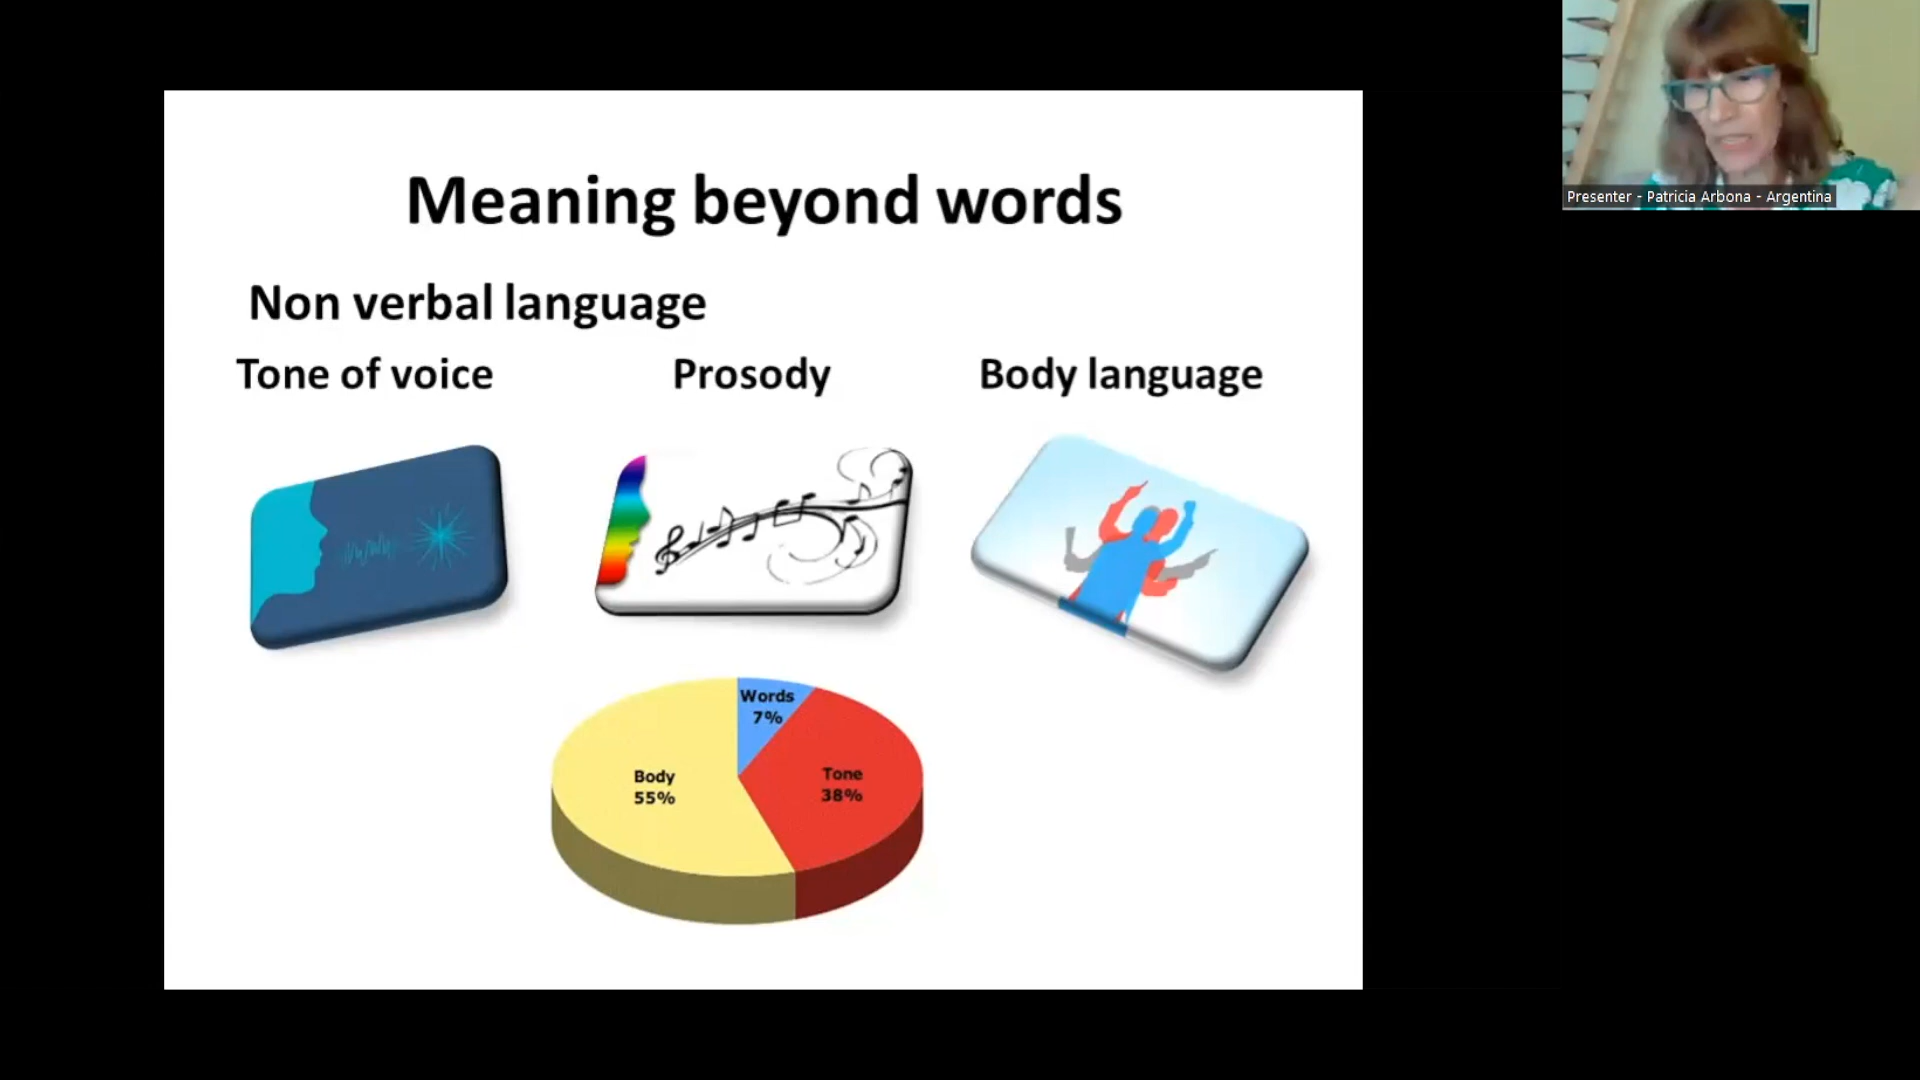 Meaning beyond words
Non verbal language
Tone of voice
Prosody
Body language
Words
7%
Body
55%
Tone
38%
Presenter - Patricia Arbona - Argentina